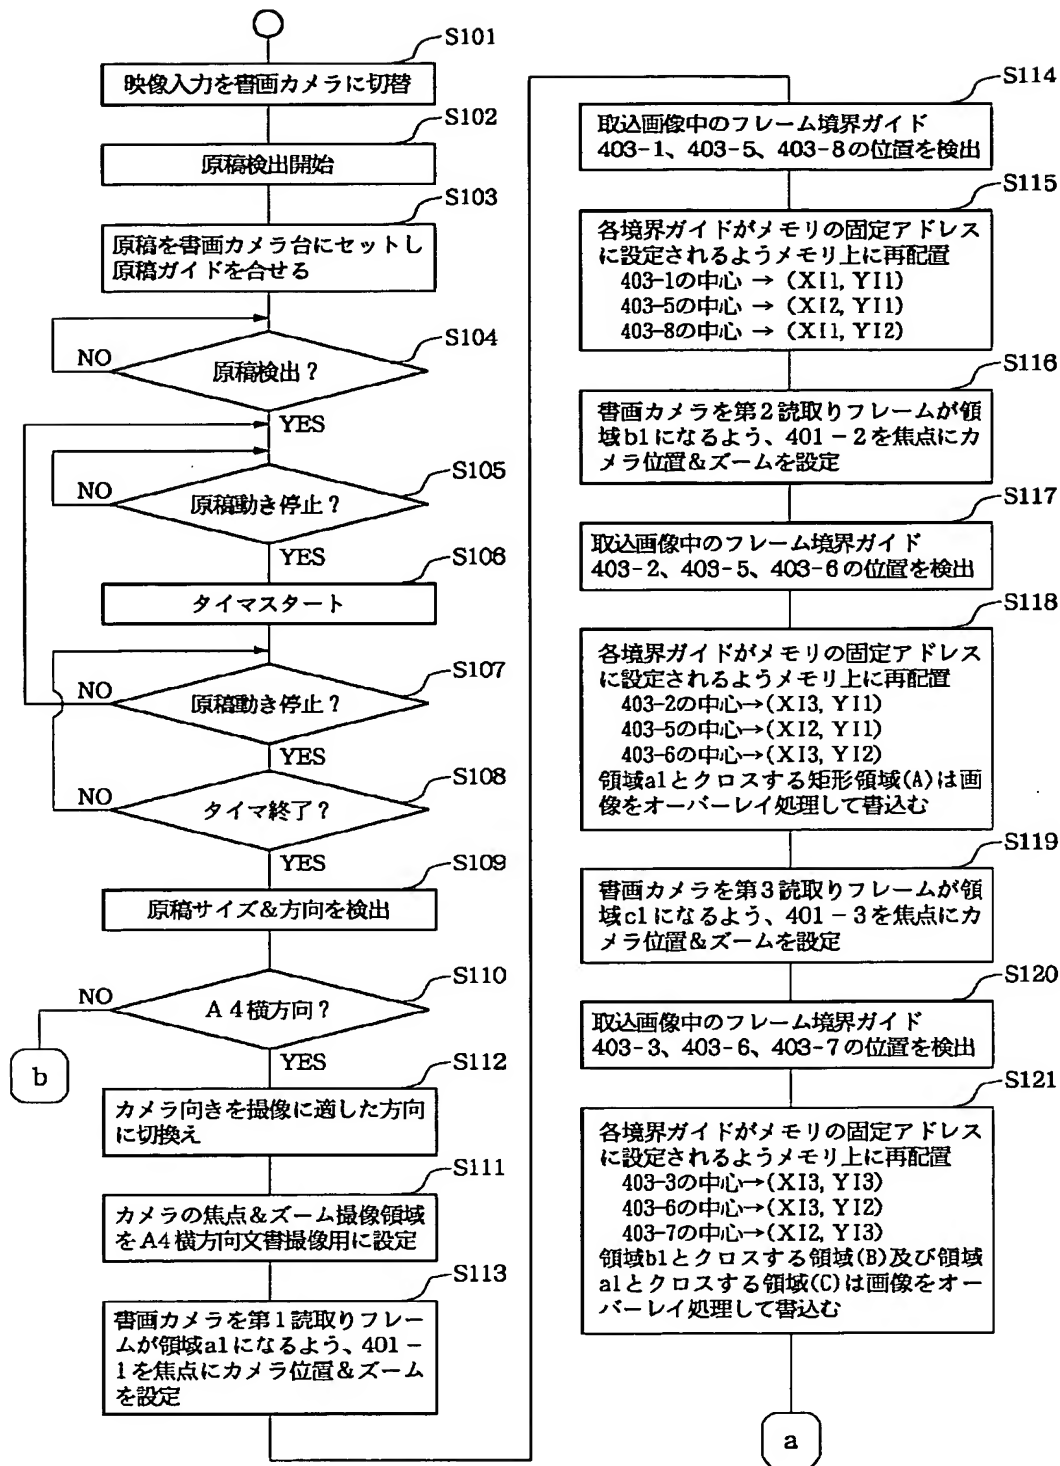 S101
映像入力を書画カメラに切替
S102
原稿検出開始
S103
原稿を書画カメラ台にセットし
原稿ガイドを合せる
S104
NO
原稿検出？
YES
S105
NO
原稿動き停止？
YES
S106
タイマスタート
S107
NO
原稿動き停止？
YES
S108
NO
タイマ終了？
YES
S109
原稿サイズ&方向を検出
S110
NO
A4横方向？
YES
b
S112
カメラ向きを撮像に適した方向
に切換え
S111
カメラの焦点&ズーム撮像領域
をA4横方向文書撮像用に設定
S113
書画カメラを第1読取りフレー
ムが領域a1になるよう、401-
1を焦点にカメラ位置&ズーム
を設定
S114
取込画像中のフレーム境界ガイド
403-1、403-5、403-8の位置を検出
S115
各境界ガイドがメモリの固定アドレス
に設定されるようメモリ上に再配置
403-1の中心 → (XI1, YI1)
403-5の中心 → (XI2, YI1)
403-8の中心 → (XI1, YI2)
S116
書画カメラを第2読取りフレームが領
域b1になるよう、401-2を焦点にカ
メラ位置&ズームを設定
S117
取込画像中のフレーム境界ガイド
403-2、403-5、403-6の位置を検出
S118
各境界ガイドがメモリの固定アドレス
に設定されるようメモリ上に再配置
403-2の中心→(XI3, YI1)
403-5の中心→(XI2, YI1)
403-6の中心→(XI3, YI2)
領域a1とクロスする矩形領域(A)は画
像をオーバーレイ処理して書込む
S119
書画カメラを第3読取りフレームが領
域c1になるよう、401-3を焦点にカ
メラ位置&ズームを設定
S120
取込画像中のフレーム境界ガイド
403-3、403-6、403-7の位置を検出
S121
各境界ガイドがメモリの固定アドレス
に設定されるようメモリ上に再配置
403-3の中心→(XI3, YI3)
403-6の中心→(XI3, YI2)
403-7の中心→(XI2, YI3)
領域b1とクロスする領域(B)及び領域
a1とクロスする領域(C)は画像をオー
バーレイ処理して書込む
a